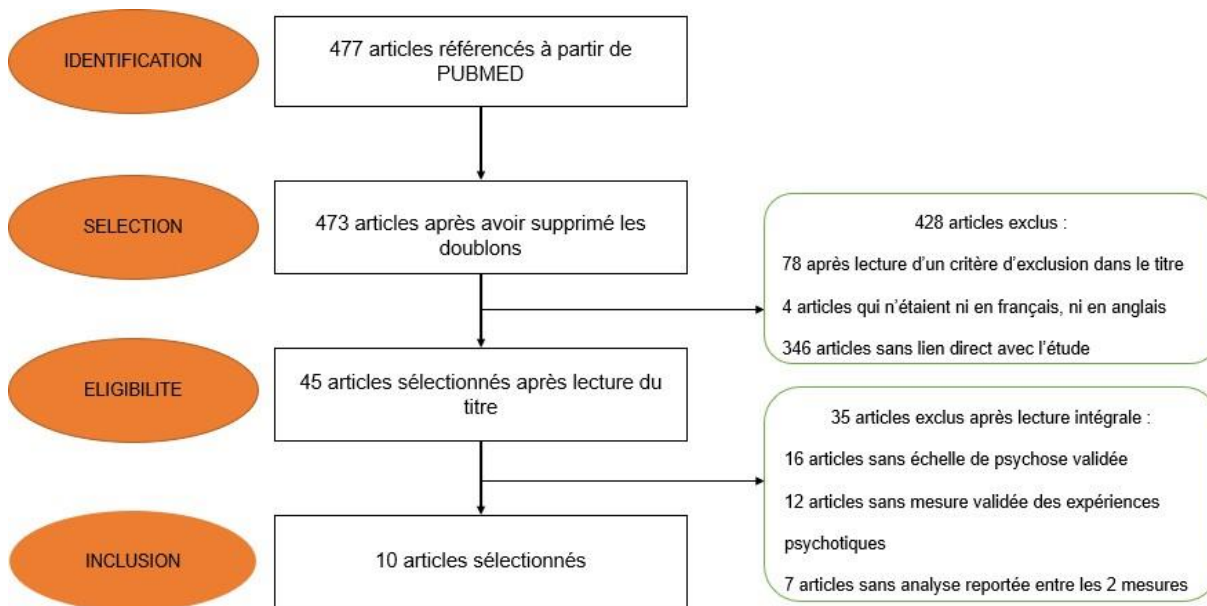 IDENTIFICATION
477 articles référencés à partir de
PUBMED
SELECTION
473 articles après avoir supprimé les
doublons
428 articles exclus :
78 après lecture d'un critère d'exclusion dans le titre
4 articles qui n'étaient ni en français, ni en anglais
346 articles sans lien direct avec l'étude
ELIGIBILITE
45 articles sélectionnés après lecture du
titre
35 articles exclus après lecture intégrale :
16 articles sans échelle de psychose validée
12 articles sans mesure validée des expériences
psychotiques
7 articles sans analyse reportée entre les 2 mesures
INCLUSION
10 articles sélectionnés